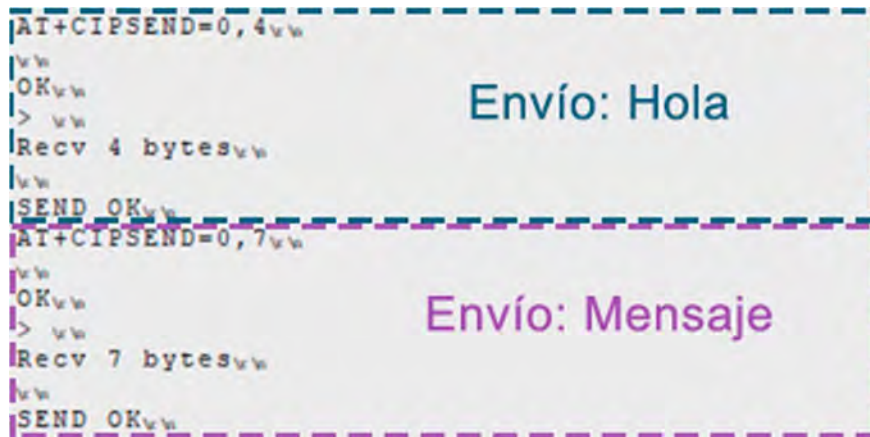 AT+CIPSEND=0,4\r\n
\r\n
OK\r\n
Envío: Hola
> \r\n
Recv 4 bytes\r\n
\r\n
SEND OK\r\n
AT+CIPSEND=0,7\r\n
\r\n
OK\r\n
Envío: Mensaje
> \r\n
Recv 7 bytes\r\n
\r\n
SEND OK\r\n